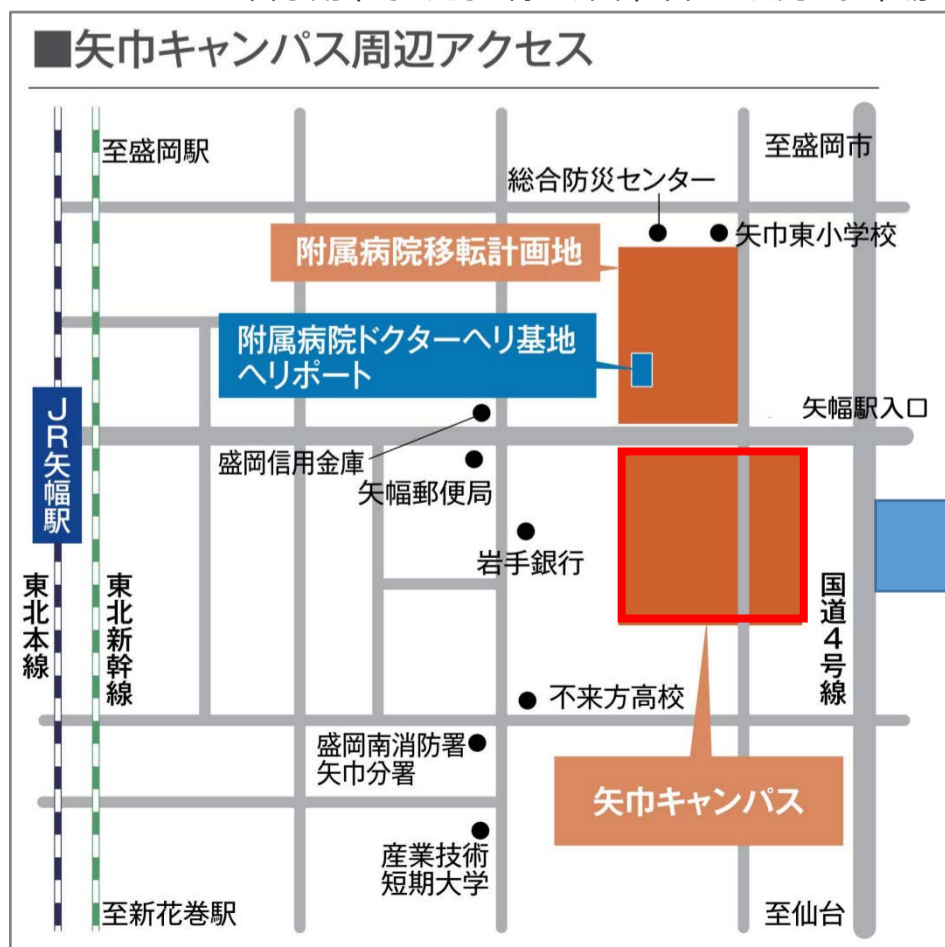 ■矢巾キャンパス周辺アクセス
至盛岡駅
至盛岡市
総合防災センター
矢巾東小学校
附属病院移転計画地
附属病院ドクターヘリ基地
ヘリポート
矢幅駅入口
JR矢幅駅
盛岡信用金庫
矢幅郵便局
岩手銀行
東北本線
東北新幹線
国道4号線
不来方高校
盛岡南消防署
矢巾分署
矢巾キャンパス
産業技術
短期大学
至新花巻駅
至仙台